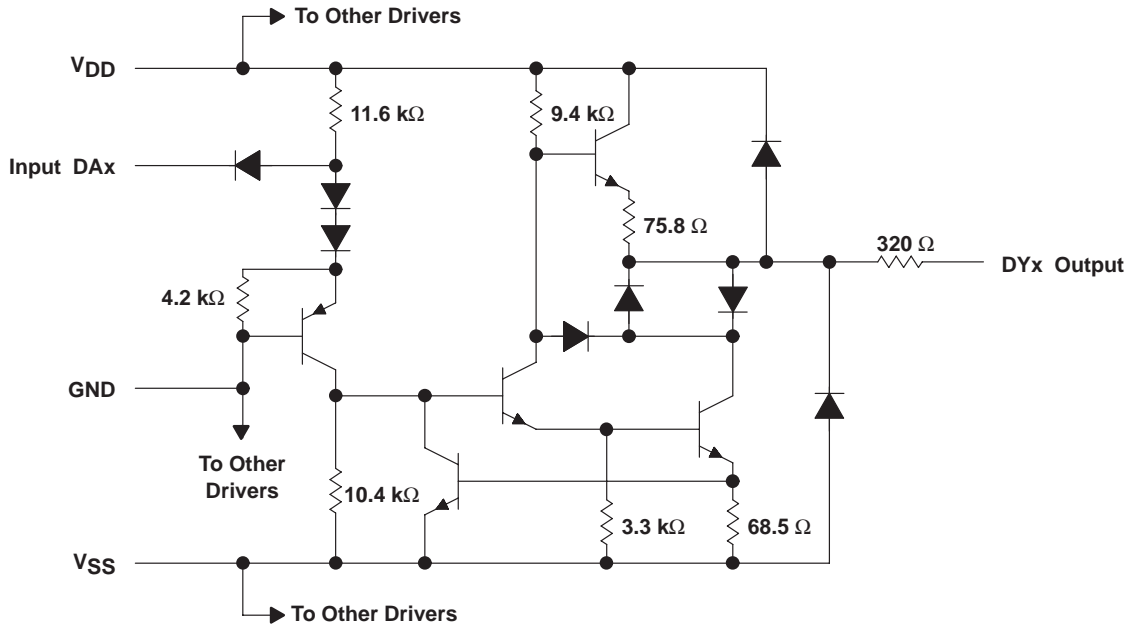 To Other Drivers
VDD
11.6 kΩ
9.4 kΩ
Input DAx
75.8 Ω
320 Ω
DYx Output
4.2 kΩ
GND
To Other
Drivers
10.4 kΩ
3.3 kΩ
68.5 Ω
VSS
To Other Drivers